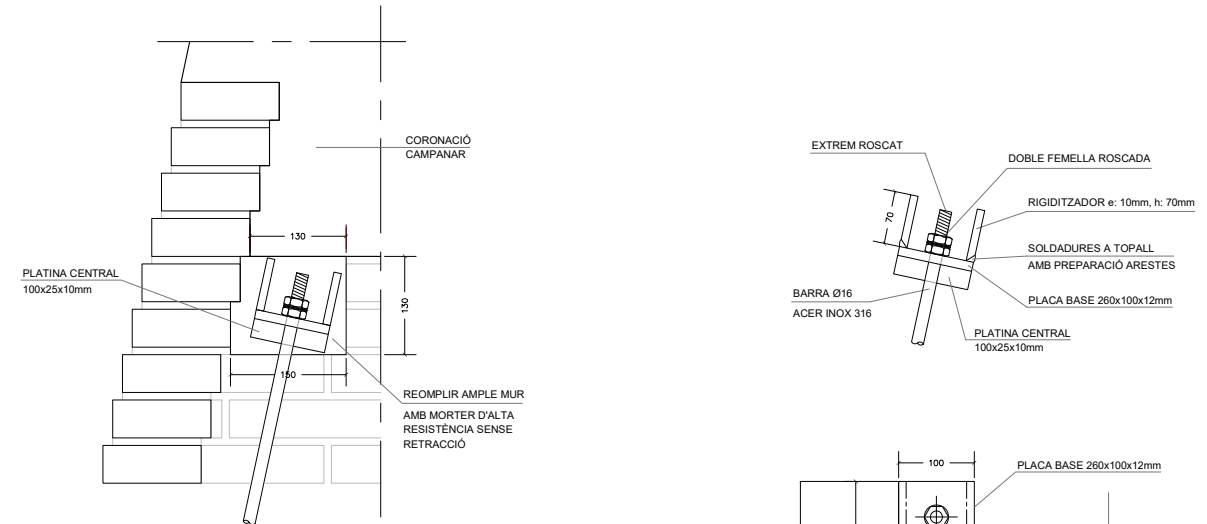 CORONACIÓ
CAMPANAR
130
PLATINA CENTRAL
100x25x10mm
130
150
REOMPLIR AMPLE MUR
AMB MORTER D'ALTA
RESISTÈNCIA SENSE
RETRACCIÓ
EXTREM ROSCAT
DOBLE FEMELLA ROSCADA
70
RIGIDITZADOR e: 10mm, h: 70mm
SOLDADURES A TOPALL
AMB PREPARACIÓ ARESTES
BARRA Ø16
ACER INOX 316
PLACA BASE 260x100x12mm
PLATINA CENTRAL
100x25x10mm
100
PLACA BASE 260x100x12mm